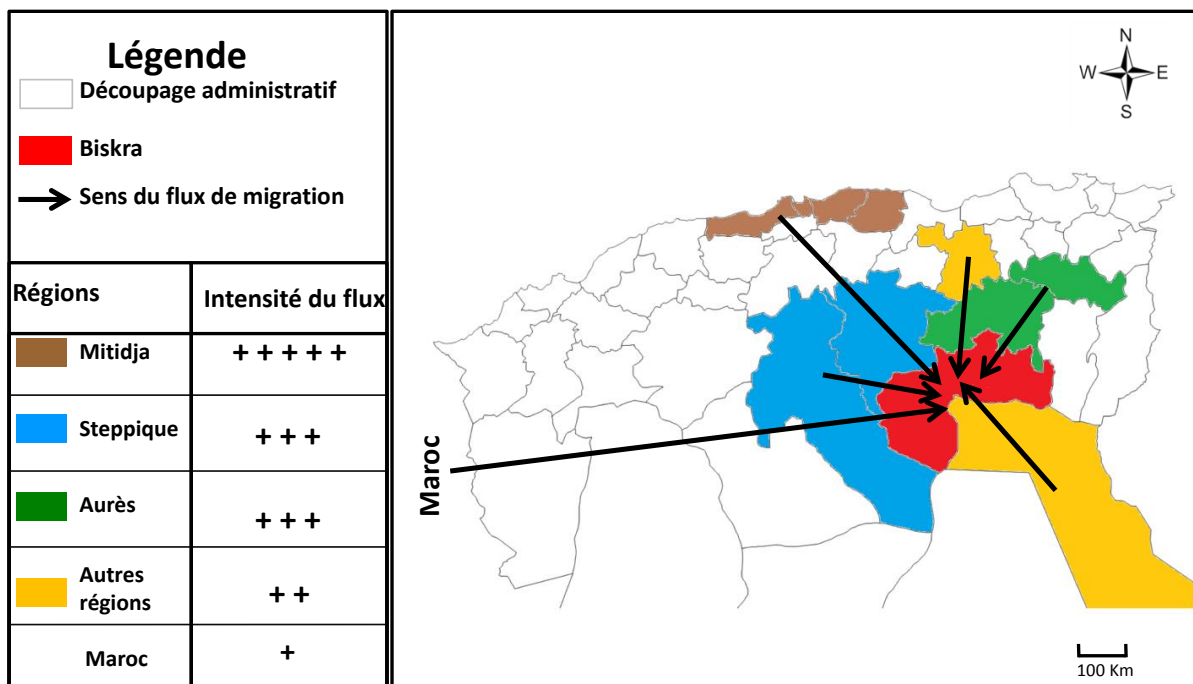 Légende
Découpage administratif
Biskra
Sens du flux de migration
Régions
Intensité du flux
Mitidja
+ + + + +
Steppique
+ + +
Aurès
+ + +
Autres
régions
+ +
Maroc
+
N
W E
S
Maroc
100 Km